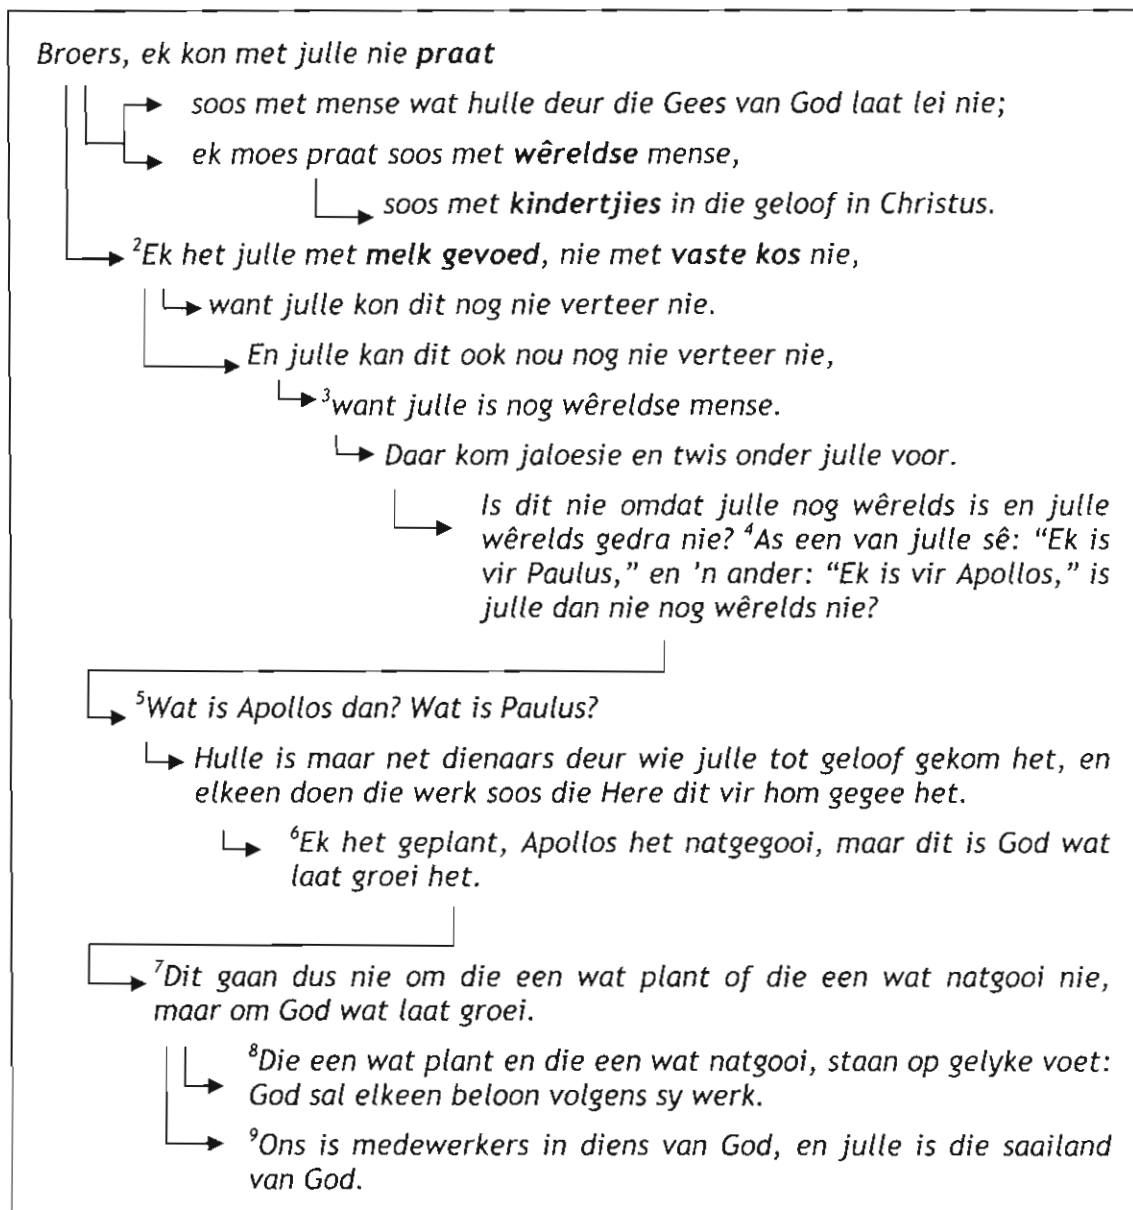 Broers, ek kon met julle nie praat
soos met mense wat hulle deur die Gees van God laat lei nie;
ek moes praat soos met wêreldse mense,
soos met kindertjies in die geloof in Christus.
²Ek het julle met melk gevoed, nie met vaste kos nie,
want julle kon dit nog nie verteer nie.
En julle kan dit ook nou nog nie verteer nie,
³want julle is nog wêreldse mense.
Daar kom jaloesie en twis onder julle voor.
Is dit nie omdat julle nog wêrelds is en julle
wêrelds gedra nie? ⁴As een van julle sê: “Ek is
vir Paulus,” en 'n ander: “Ek is vir Apollos,” is
julle dan nie nog wêrelds nie?
⁵Wat is Apollos dan? Wat is Paulus?
Hulle is maar net dienaars deur wie julle tot geloof gekom het, en
elkeen doen die werk soos die Here dit vir hom gegee het.
⁶Ek het geplant, Apollos het natgegooi, maar dit is God wat
laat groei het.
⁷Dit gaan dus nie om die een wat plant of die een wat natgooi nie,
maar om God wat laat groei.
⁸Die een wat plant en die een wat natgooi, staan op gelyke voet:
God sal elkeen beloon volgens sy werk.
⁹Ons is medewerkers in diens van God, en julle is die saailand
van God.